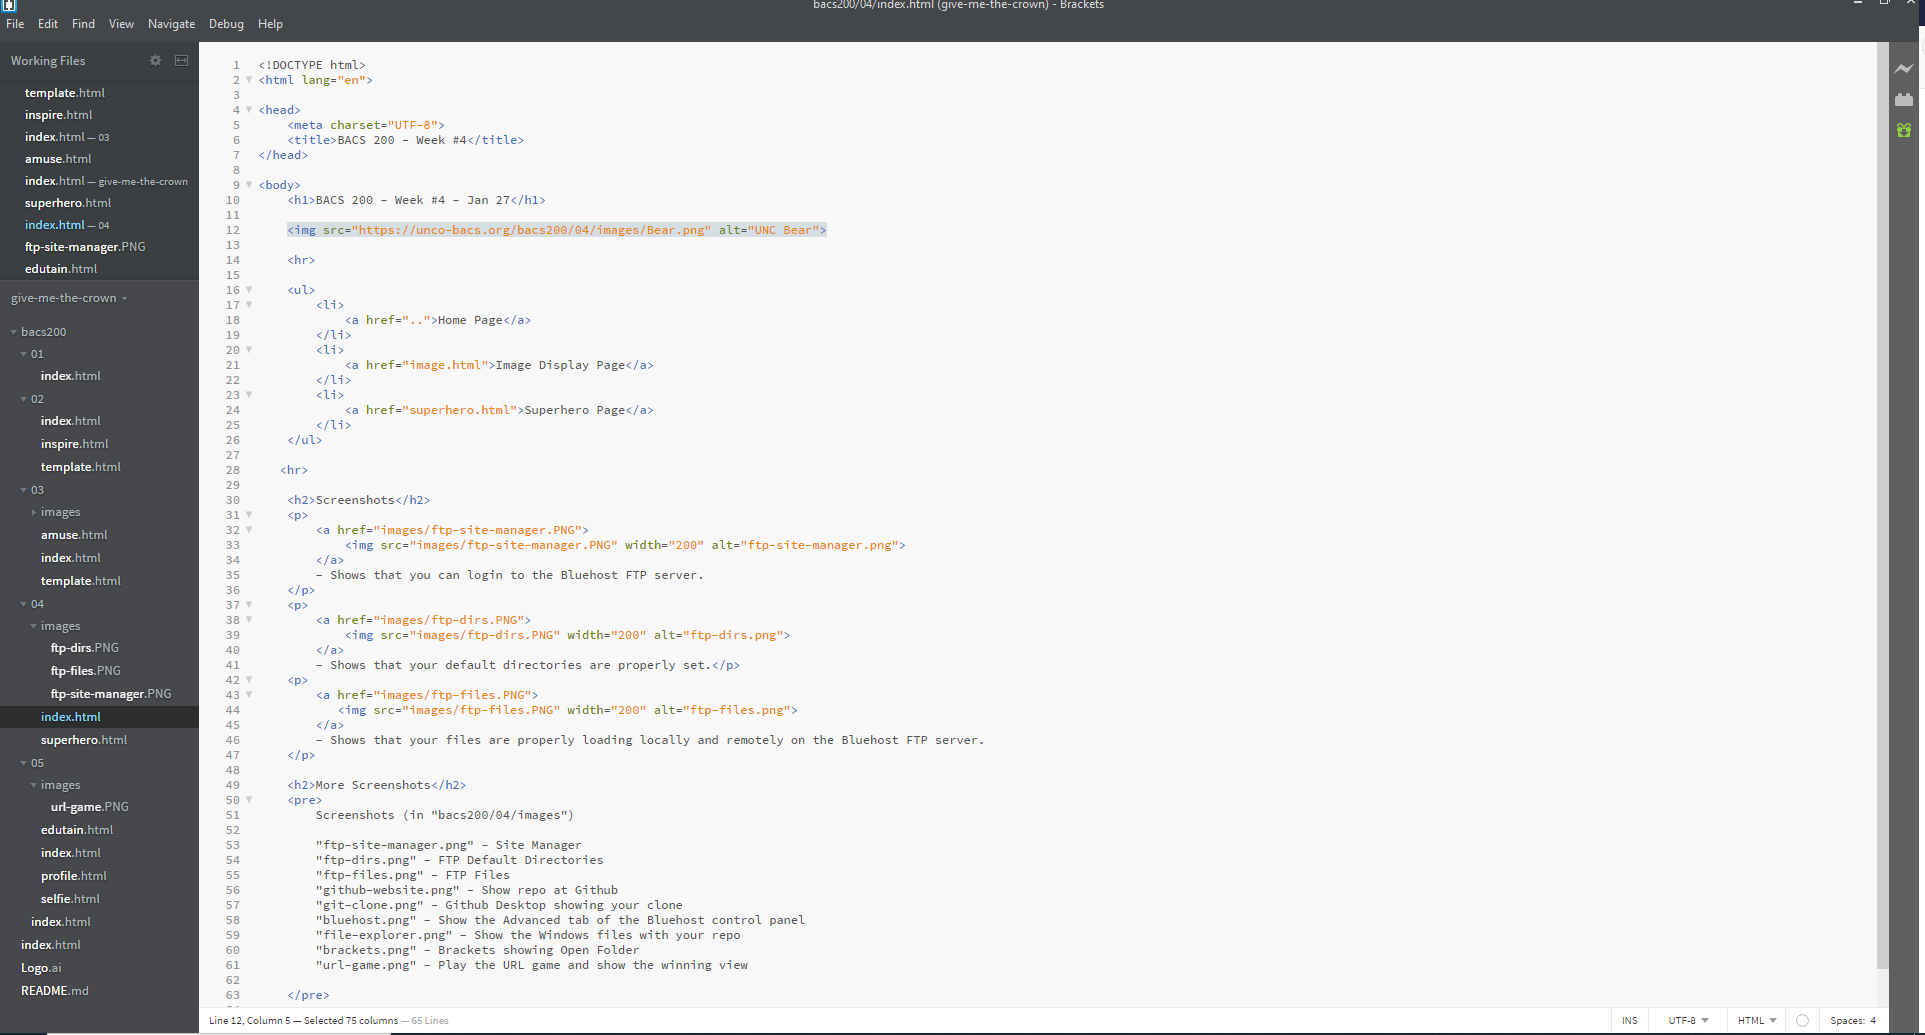 bacs200/04/index.html (give-me-the-crown) - Brackets
File Edit Find View Navigate Debug Help
Working Files
template.html
inspire.html
index.html — 03
amuse.html
index.html — give-me-the-crown
superhero.html
index.html — 04
ftp-site-manager.PNG
edutain.html
give-me-the-crown
bacs200
01
index.html
02
index.html
inspire.html
template.html
03
images
amuse.html
index.html
template.html
04
images
ftp-dirs.PNG
ftp-files.PNG
ftp-site-manager.PNG
index.html
superhero.html
05
images
url-game.PNG
edutain.html
index.html
profile.html
selfie.html
index.html
index.html
Logo.ai
README.md
1 <!DOCTYPE html>
2 <html lang="en">
3
4 <head>
5 <meta charset="UTF-8">
6 <title>BACS 200 - Week #4</title>
7 </head>
8
9 <body>
10 <h1>BACS 200 - Week #4 - Jan 27</h1>
11
12 <img src="https://unco-bacs.org/bacs200/04/images/Bear.png" alt="UNC Bear">
13
14 <hr>
15
16 <ul>
17 <li>
18 <a href="..">Home Page</a>
19 </li>
20 <li>
21 <a href="image.html">Image Display Page</a>
22 </li>
23 <li>
24 <a href="superhero.html">Superhero Page</a>
25 </li>
26 </ul>
27
28 <hr>
29
30 <h2>Screenshots</h2>
31 <p>
32 <a href="images/ftp-site-manager.PNG">
33 <img src="images/ftp-site-manager.PNG" width="200" alt="ftp-site-manager.png">
34 </a>
35 - Shows that you can login to the Bluehost FTP server.
36 </p>
37 <p>
38 <a href="images/ftp-dirs.PNG">
39 <img src="images/ftp-dirs.PNG" width="200" alt="ftp-dirs.png">
40 </a>
41 - Shows that your default directories are properly set.</p>
42 <p>
43 <a href="images/ftp-files.PNG">
44 <img src="images/ftp-files.PNG" width="200" alt="ftp-files.png">
45 </a>
46 - Shows that your files are properly loading locally and remotely on the Bluehost FTP server.
47 </p>
48
49 <h2>More Screenshots</h2>
50 <pre>
51 Screenshots (in "bacs200/04/images")
52
53 "ftp-site-manager.png" - Site Manager
54 "ftp-dirs.png" - FTP Default Directories
55 "ftp-files.png" - FTP Files
56 "github-website.png" - Show repo at Github
57 "git-clone.png" - Github Desktop showing your clone
58 "bluehost.png" - Show the Advanced tab of the Bluehost control panel
59 "file-explorer.png" - Show the Windows files with your repo
60 "brackets.png" - Brackets showing Open Folder
61 "url-game.png" - Play the URL game and show the winning view
62
63 </pre>
Line 12, Column 5 — Selected 75 columns — 65 Lines
INS UTF-8 HTML Spaces: 4